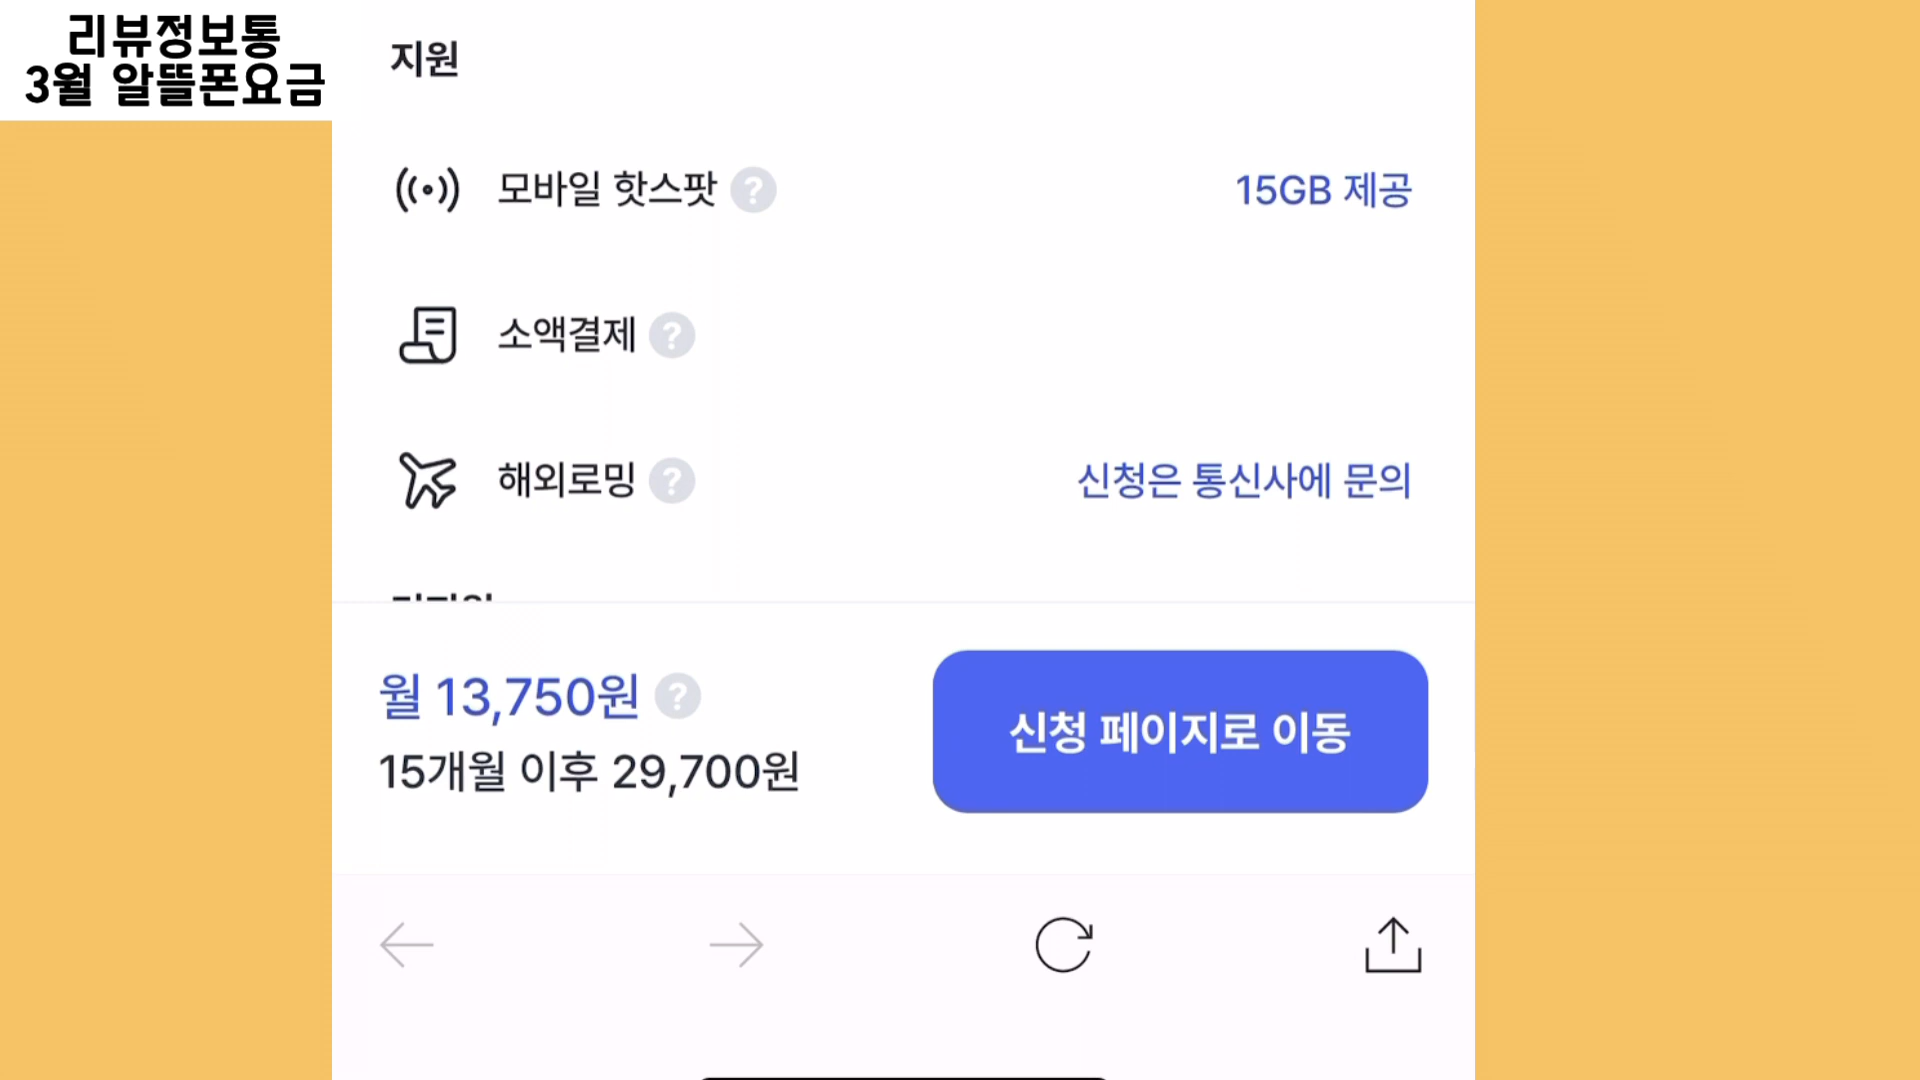 리뷰정보통
3월 알뜰폰요금
지원
모바일 핫스팟 ?
15GB 제공
소액결제 ?
해외로밍 ?
신청은 통신사에 문의
월 13,750원 ?
15개월 이후 29,700원
신청 페이지로 이동